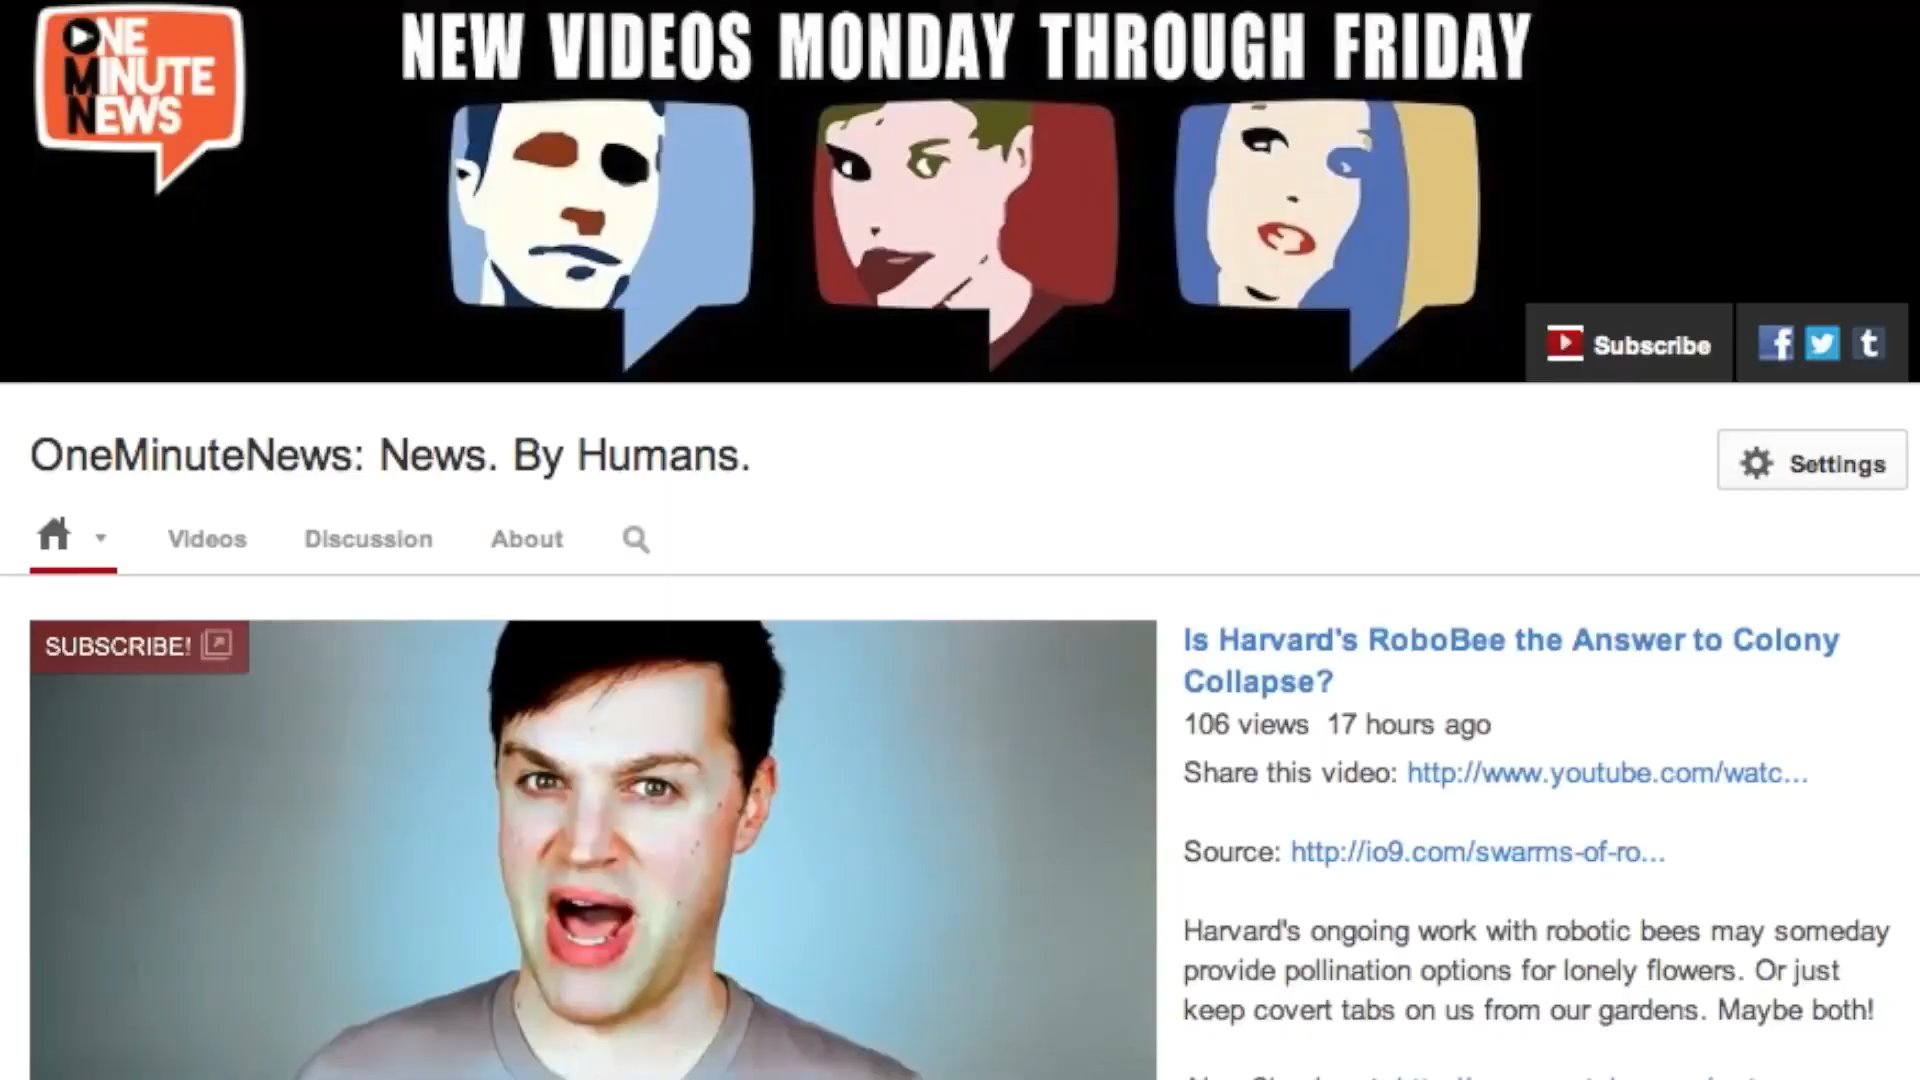 ONE
MINUTE
NEWS
NEW VIDEOS MONDAY THROUGH FRIDAY
Subscribe
OneMinuteNews: News. By Humans.
Settings
Videos Discussion About
SUBSCRIBE!
Is Harvard's RoboBee the Answer to Colony
Collapse?
106 views 17 hours ago
Share this video: http://www.youtube.com/watc...
Source: http://io9.com/swarms-of-ro...
Harvard's ongoing work with robotic bees may someday
provide pollination options for lonely flowers. Or just
keep covert tabs on us from our gardens. Maybe both!